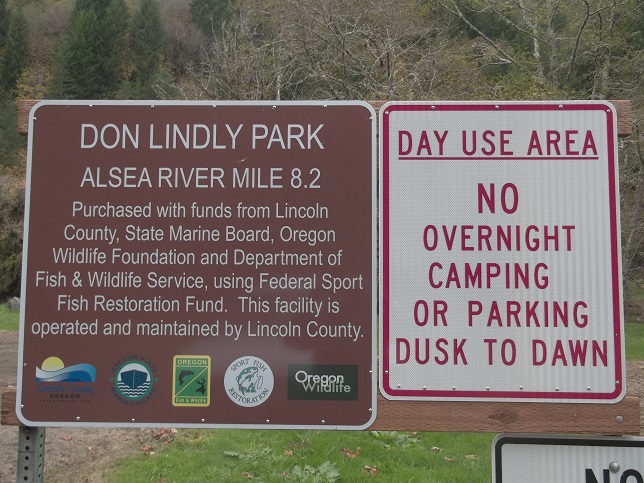 DON LINDLY PARK
ALSEA RIVER MILE 8.2
Purchased with funds from Lincoln
County, State Marine Board, Oregon
Wildlife Foundation and Department of
Fish & Wildlife Service, using Federal Sport
Fish Restoration Fund. This facility is
operated and maintained by Lincoln County.
OREGON
OREGON
Fish & Wildlife
SPORT FISH
RESTORATION
Oregon
Wildlife
DAY USE AREA
NO
OVERNIGHT
CAMPING
OR PARKING
DUSK TO DAWN